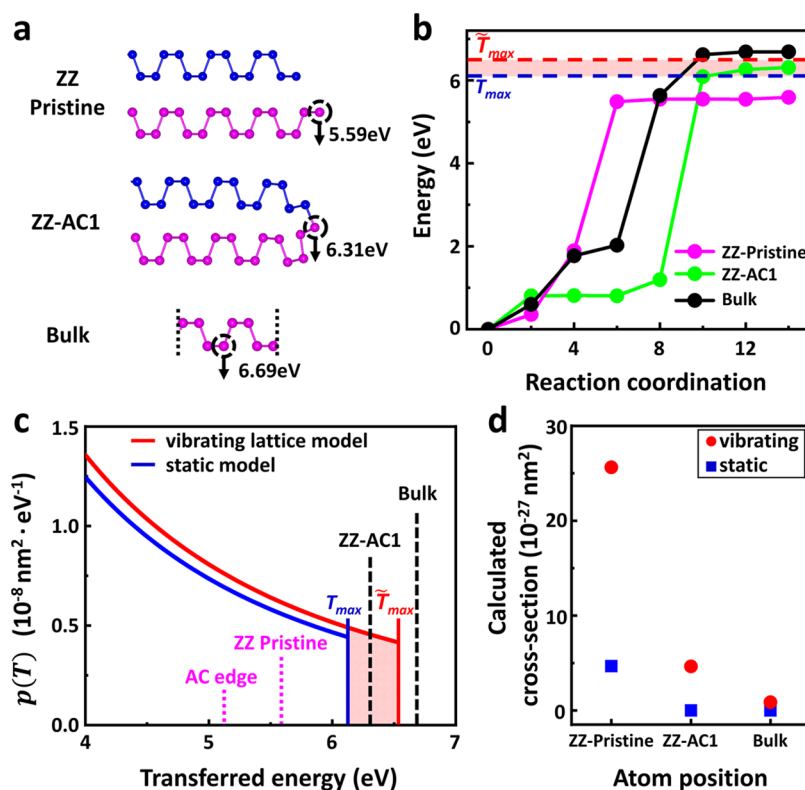 a
ZZ
Pristine
5.59eV
ZZ-AC1
6.31eV
Bulk
6.69eV
b
T̃max
Tmax
6
4
2
0
Energy (eV)
ZZ-Pristine
ZZ-AC1
Bulk
0 4 8 12
Reaction coordination
c
1.5
1.0
0.5
0.0
p(T) (10⁻⁸ nm² · eV⁻¹)
vibrating lattice model
static model
Bulk
ZZ-AC1
Tmax T̃max
ZZ Pristine
AC edge
4 5 6 7
Transferred energy (eV)
d
30
20
10
0
Calculated
cross-section (10⁻²⁷ nm²)
vibrating
static
ZZ-Pristine ZZ-AC1 Bulk
Atom position